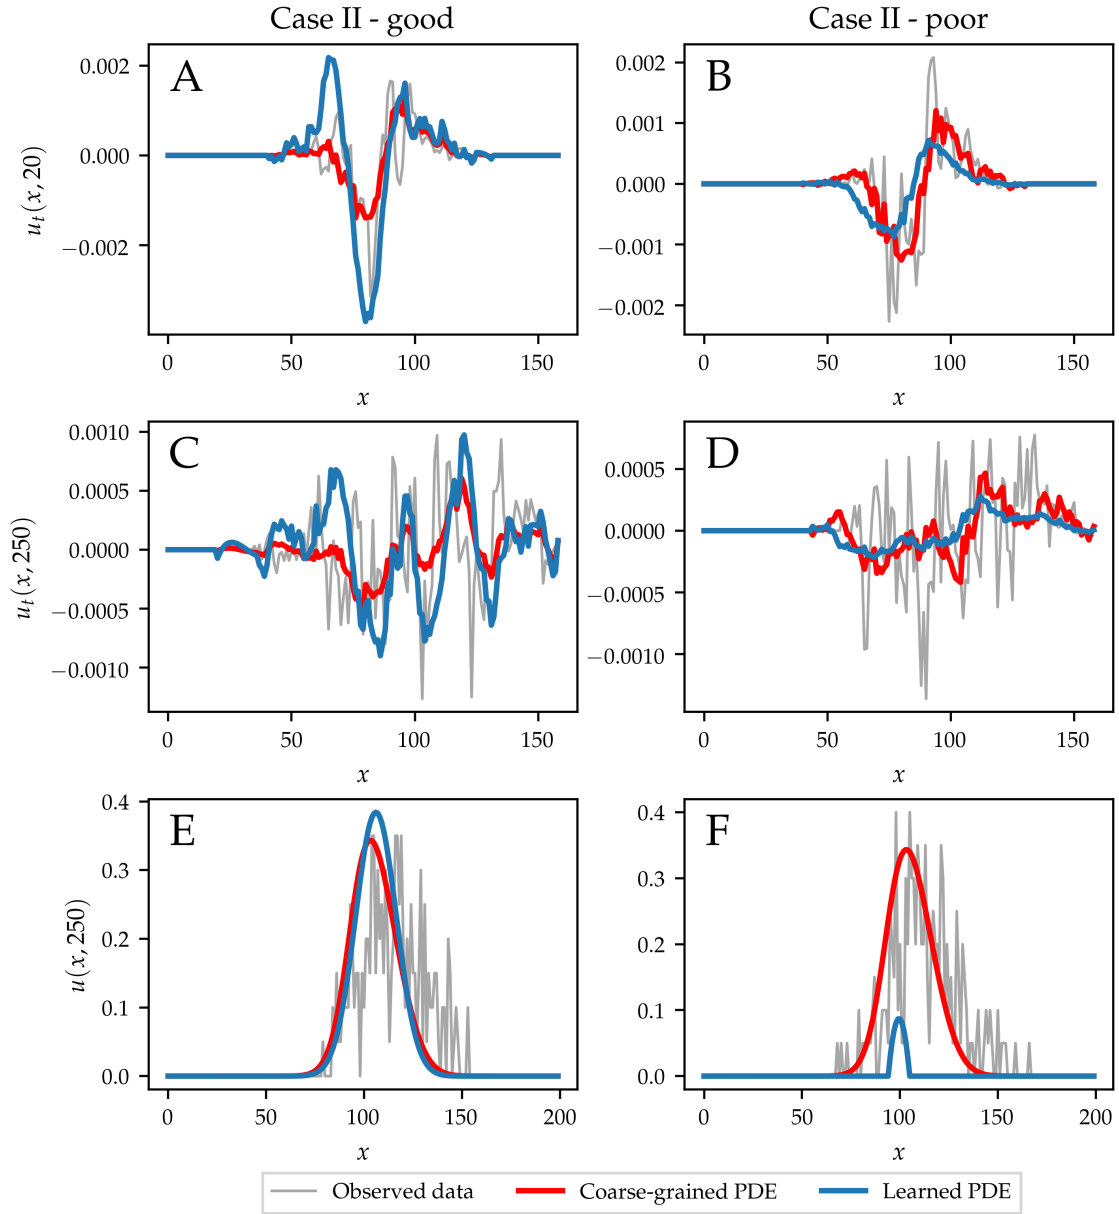 Case II - good
Case II - poor
A
0.002
0.000
−0.002
u_t(x, 20)
0
50
100
150
x
B
0.002
0.001
0.000
−0.001
−0.002
0
50
100
150
x
C
0.0010
0.0005
0.0000
−0.0005
−0.0010
u_t(x, 250)
0
50
100
150
x
D
0.0005
0.0000
−0.0005
−0.0010
0
50
100
150
x
E
0.4
0.3
0.2
0.1
0.0
u(x, 250)
0
50
100
150
200
x
F
0.4
0.3
0.2
0.1
0.0
0
50
100
150
200
x
Observed data
Coarse-grained PDE
Learned PDE